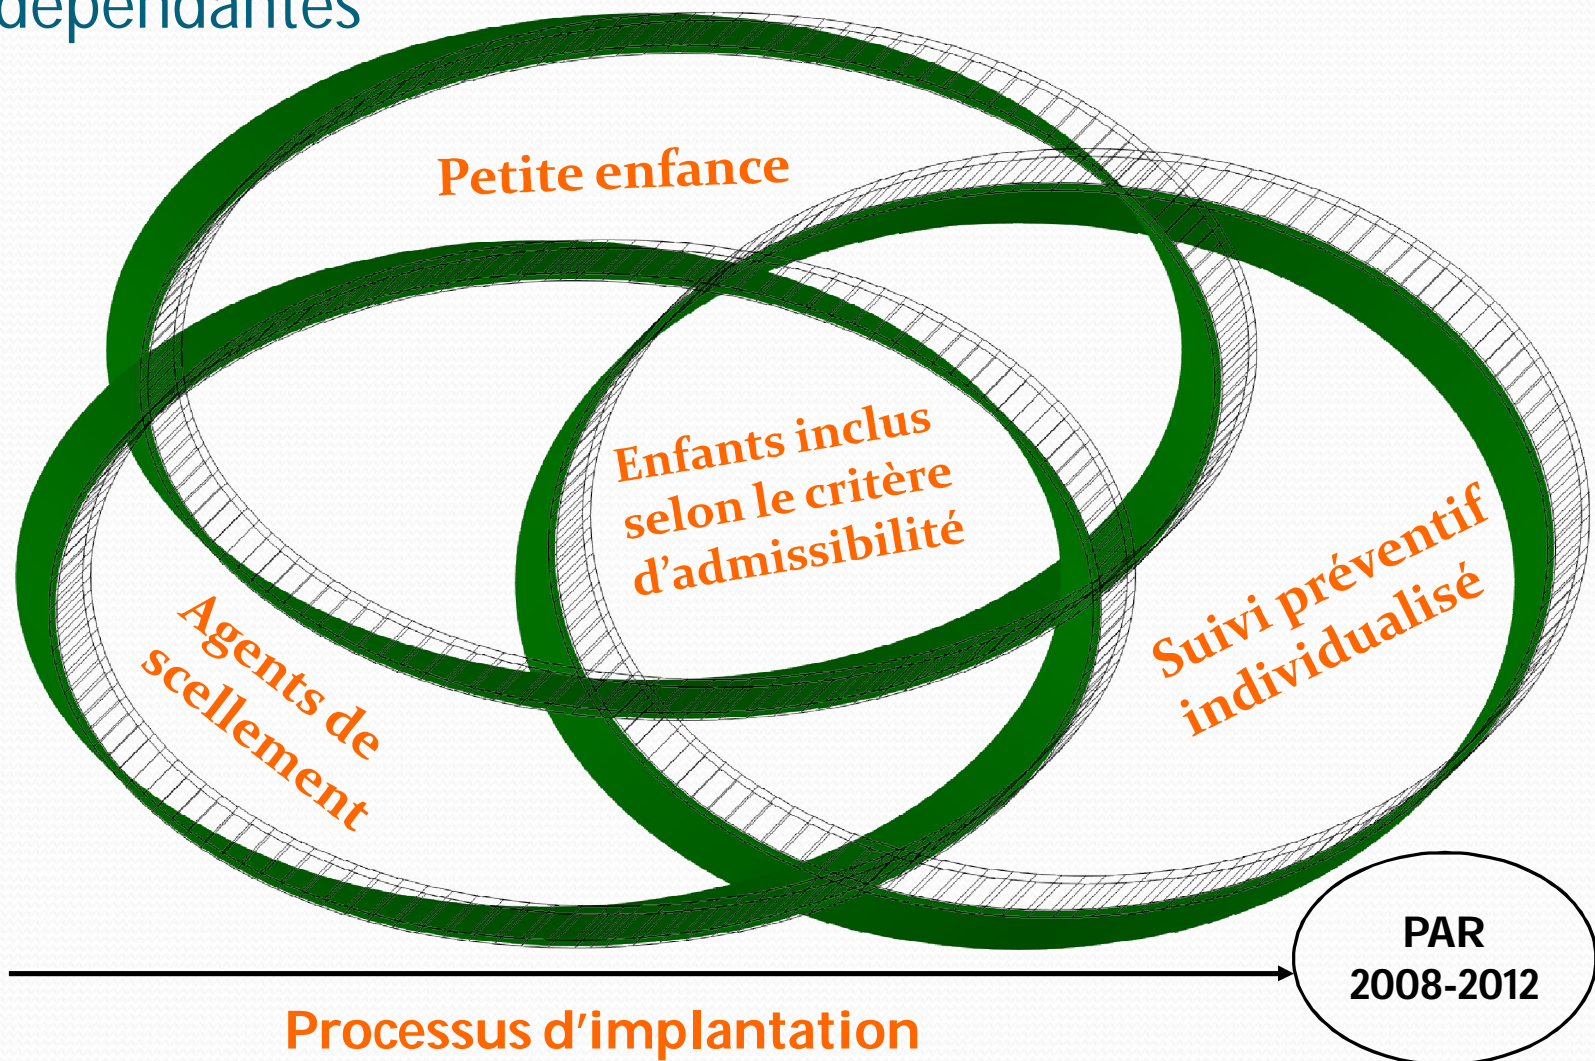 dépendantes
Petite enfance
Enfants inclus
selon le critère
d’admissibilité
Agents de
scellement
Suivi préventif
individualisé
PAR
2008-2012
Processus d’implantation